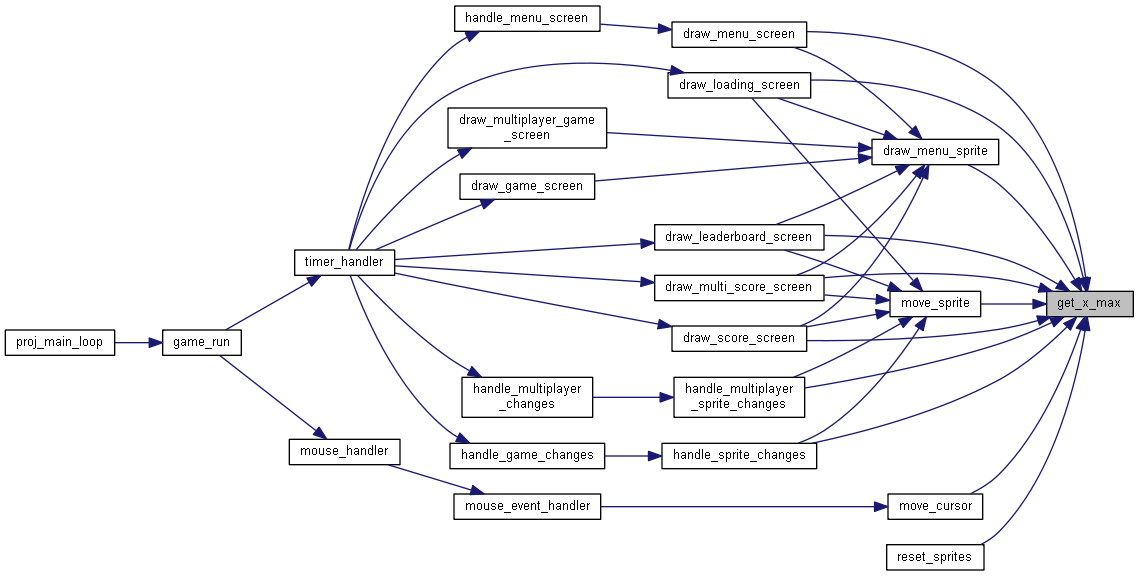 handle_menu_screen
draw_menu_screen
draw_loading_screen
draw_multiplayer_game
_screen
draw_menu_sprite
draw_game_screen
draw_leaderboard_screen
timer_handler
draw_multi_score_screen
move_sprite
get_x_max
proj_main_loop
game_run
draw_score_screen
handle_multiplayer
_changes
handle_multiplayer
_sprite_changes
mouse_handler
handle_game_changes
handle_sprite_changes
mouse_event_handler
move_cursor
reset_sprites